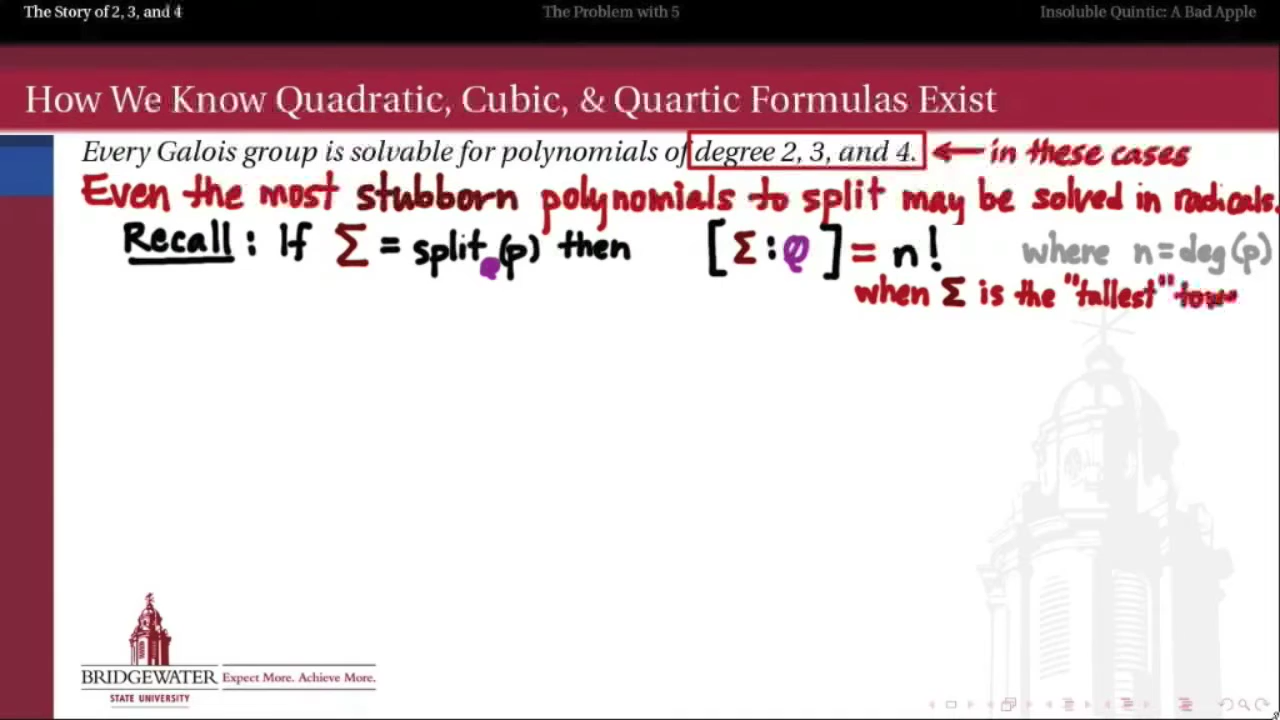 The Story of 2, 3, and 4 The Problem with 5 Insoluble Quintic: A Bad Apple
How We Know Quadratic, Cubic, & Quartic Formulas Exist
Every Galois group is solvable for polynomials of degree 2, 3, and 4. ← in these cases
Even the most stubborn polynomials to split may be solved in radicals.
Recall: If Σ = split_Q(p) then [Σ:Q] = n! where n=deg(p)
when Σ is the "tallest"
BRIDGEWATER Expect More. Achieve More.
STATE UNIVERSITY